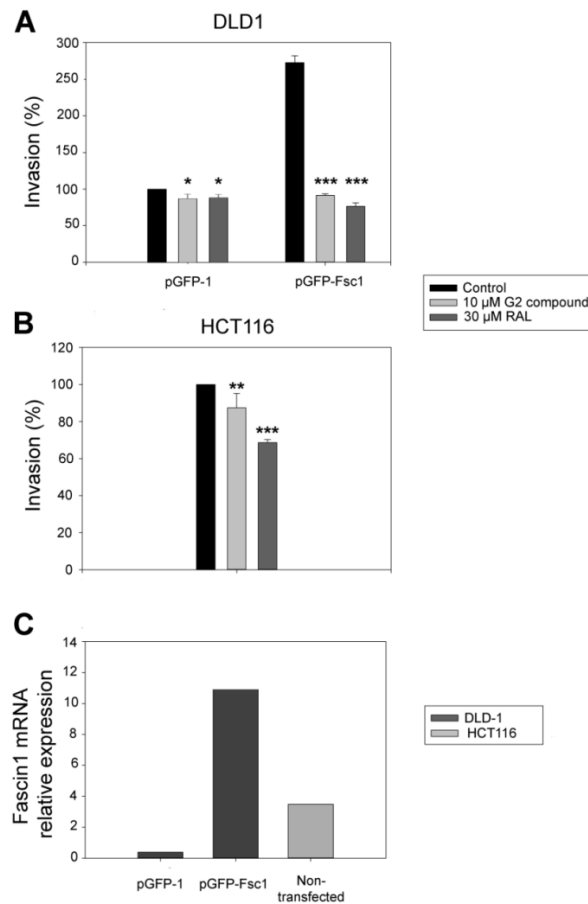 A
DLD1
300
250
200
150
100
50
0
Invasion (%)
* * *** ***
pGFP-1 pGFP-Fsc1
Control
10 µM G2 compound
30 µM RAL
B
HCT116
120
100
80
60
40
20
0
Invasion (%)
** ***
C
14
12
10
8
6
4
2
0
Fascin1 mRNA
relative expression
pGFP-1 pGFP-Fsc1 Non-
transfected
DLD-1
HCT116